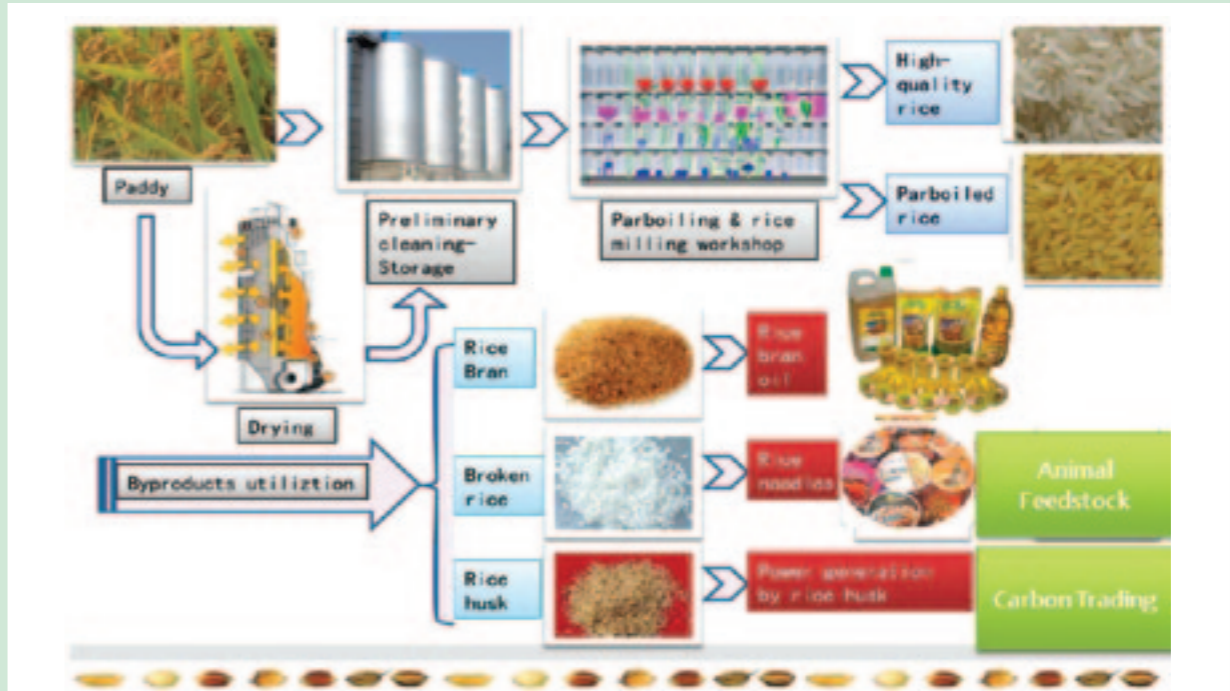 Paddy
Drying
Preliminary
cleaning-
Storage
Parboiling & rice
milling workshop
High-
quality
rice
Parboiled
rice
Byproducts utiliztion
Rice
Bran
Rice
bran
oil
Broken
rice
Rice
noodles
Animal
Feedstock
Rice
husk
Power generation
by rice husk
Carbon Trading